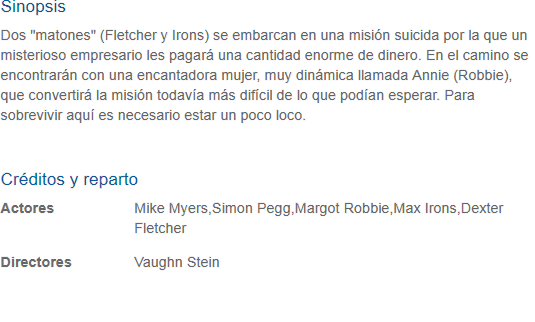 Sinopsis
Dos "matones" (Fletcher y Irons) se embarcan en una misión suicida por la que un
misterioso empresario les pagará una cantidad enorme de dinero. En el camino se
encontrarán con una encantadora mujer, muy dinámica llamada Annie (Robbie),
que convertirá la misión todavía más difícil de lo que podían esperar. Para
sobrevivir aquí es necesario estar un poco loco.
Créditos y reparto
Actores Mike Myers,Simon Pegg,Margot Robbie,Max Irons,Dexter
Fletcher
Directores Vaughn Stein